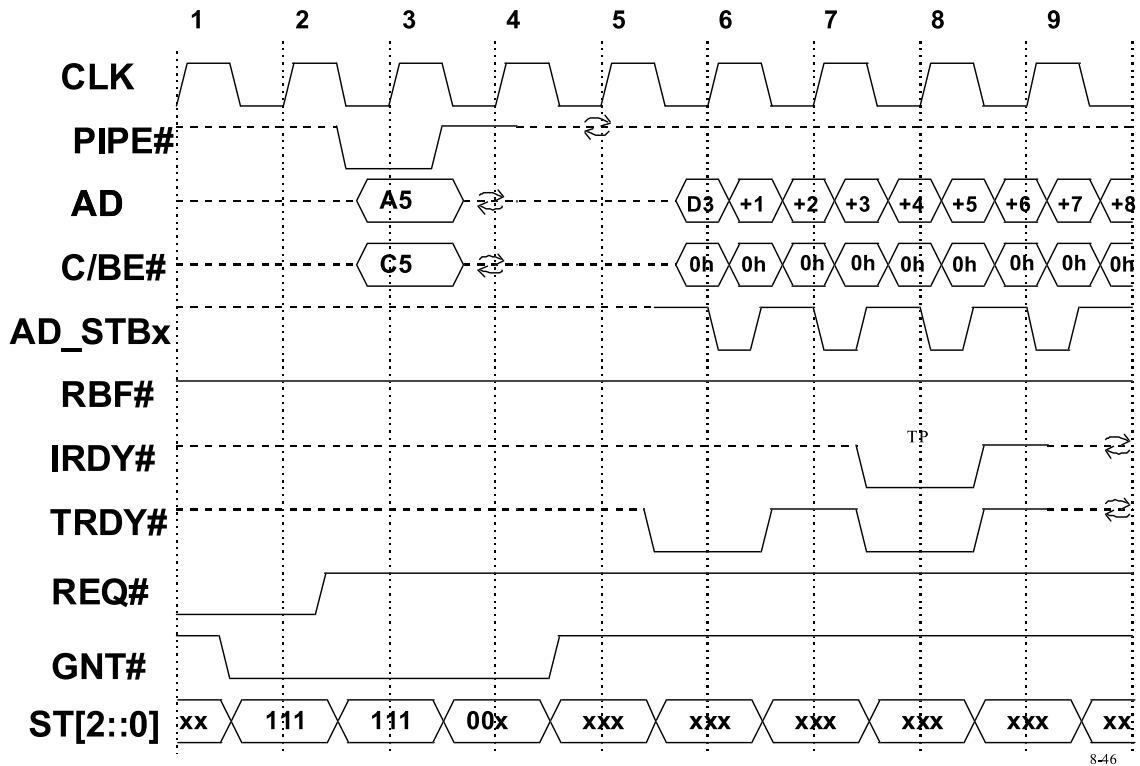 1 2 3 4 5 6 7 8 9
CLK
PIPE#
AD A5 D3 +1 +2 +3 +4 +5 +6 +7 +8
C/BE# C5 0h 0h 0h 0h 0h 0h 0h 0h 0h
AD_STBx
RBF#
TP
IRDY#
TRDY#
REQ#
GNT#
ST[2::0] xx 111 111 00x xxx xxx xxx xxx xxx xx
8-46